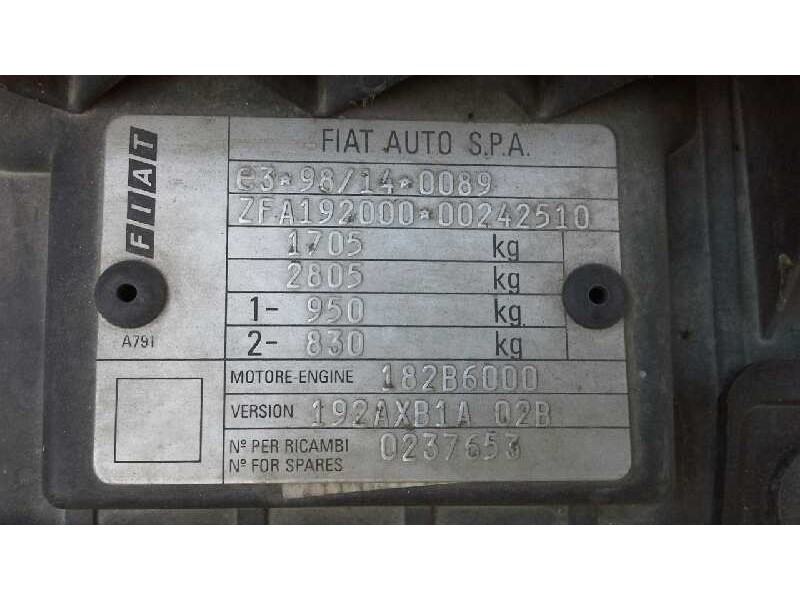 FIAT
FIAT AUTO S.P.A.
e3*98/14*0089
ZFA192000*00242510
1705 kg
2805 kg
1- 950 kg
2- 830 kg
A791
MOTORE-ENGINE 182B6000
VERSION 192AXB1A 02B
Nº PER RICAMBI
Nº FOR SPARES 0237653